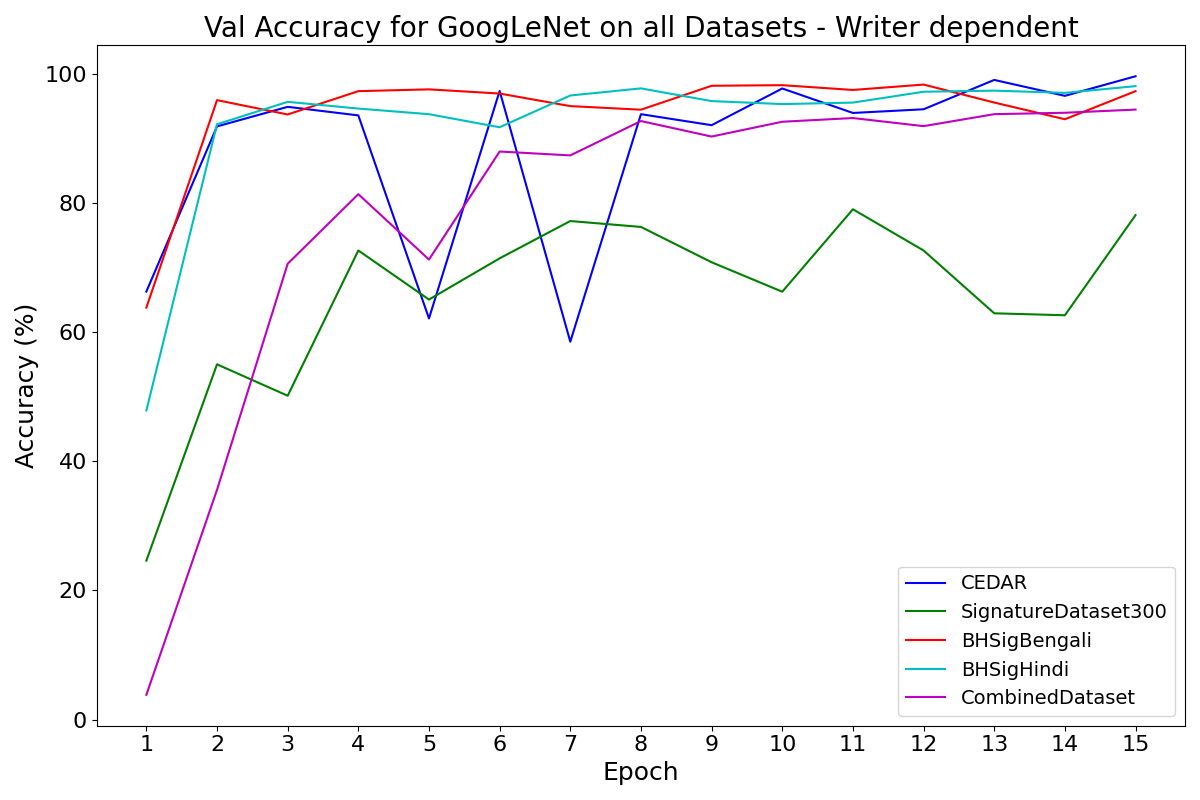 Val Accuracy for GoogLeNet on all Datasets - Writer dependent
Accuracy (%)
100
80
60
40
20
0
1 2 3 4 5 6 7 8 9 10 11 12 13 14 15
Epoch
CEDAR
SignatureDataset300
BHSigBengali
BHSigHindi
CombinedDataset